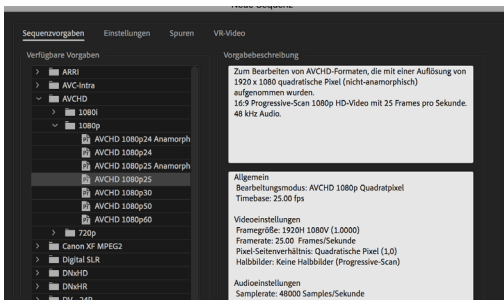 Neue Sequenz
Sequenzvorgaben Einstellungen Spuren VR-Video
Verfügbare Vorgaben
ARRI
AVC-Intra
AVCHD
1080i
1080p
AVCHD 1080p24 Anamorph
AVCHD 1080p24
AVCHD 1080p25 Anamorph
AVCHD 1080p25
AVCHD 1080p30
AVCHD 1080p50
AVCHD 1080p60
720p
Canon XF MPEG2
Digital SLR
DNxHD
DNxHR
DV - 24P
Vorgabebeschreibung
Zum Bearbeiten von AVCHD-Formaten, die mit einer Auflösung von
1920 x 1080 quadratische Pixel (nicht-anamorphisch)
aufgenommen wurden.
16:9 Progressive-Scan 1080p HD-Video mit 25 Frames pro Sekunde.
48 kHz Audio.
Allgemein
Bearbeitungsmodus: AVCHD 1080p Quadratpixel
Timebase: 25.00 fps
Videoeinstellungen
Framegröße: 1920H 1080V (1.0000)
Framerate: 25.00 Frames/Sekunde
Pixel-Seitenverhältnis: Quadratische Pixel (1,0)
Halbbilder: Keine Halbbilder (Progressive-Scan)
Audioeinstellungen
Samplerate: 48000 Samples/Sekunde